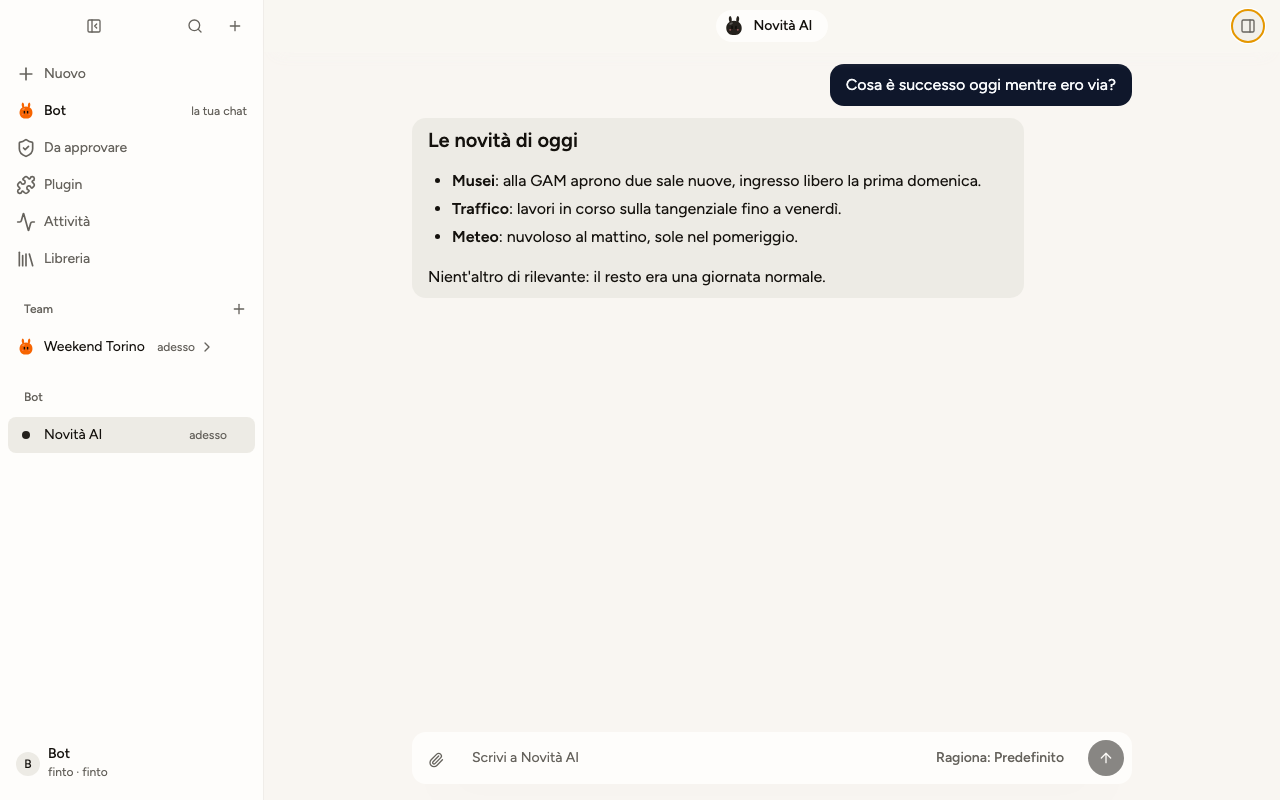 Nuovo
Bot la tua chat
Da approvare
Plugin
Attività
Libreria
Team
Weekend Torino adesso
Bot
Novità AI adesso
B
Bot
finto · finto
Novità AI
Cosa è successo oggi mentre ero via?
Le novità di oggi
Musei: alla GAM aprono due sale nuove, ingresso libero la prima domenica.
Traffico: lavori in corso sulla tangenziale fino a venerdì.
Meteo: nuvoloso al mattino, sole nel pomeriggio.
Nient'altro di rilevante: il resto era una giornata normale.
Scrivi a Novità AI
Ragiona: Predefinito